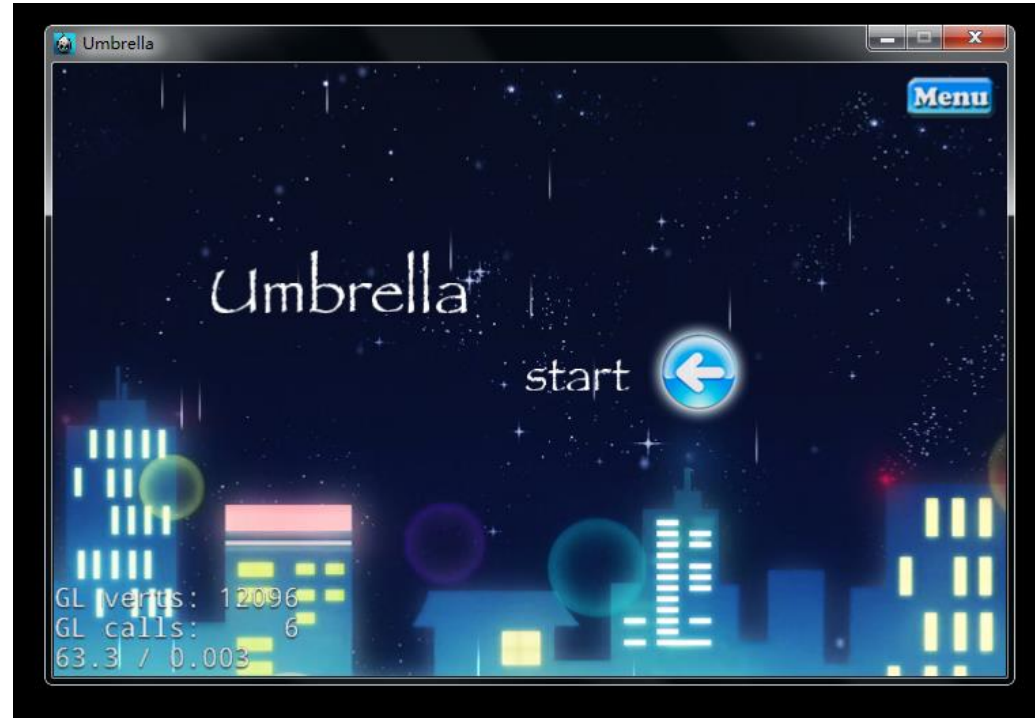 Umbrella
Menu
Umbrella
start
GL verts: 12096
GL calls: 6
63.3 / 0.003